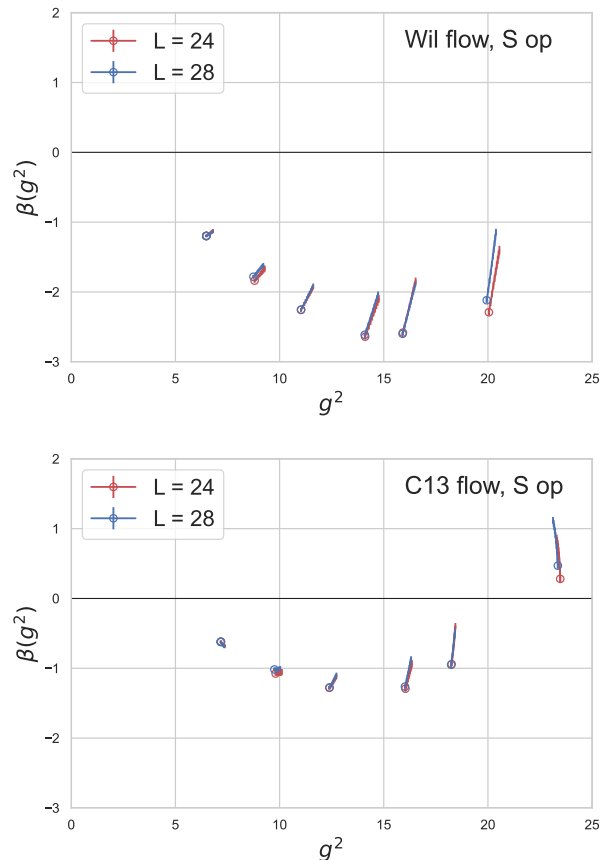 2
1
0
−1
−2
−3
β(g²)
L = 24
L = 28
Wil flow, S op
0 5 10 15 20 25
g²
2
1
0
−1
−2
−3
β(g²)
L = 24
L = 28
C13 flow, S op
0 5 10 15 20 25
g²